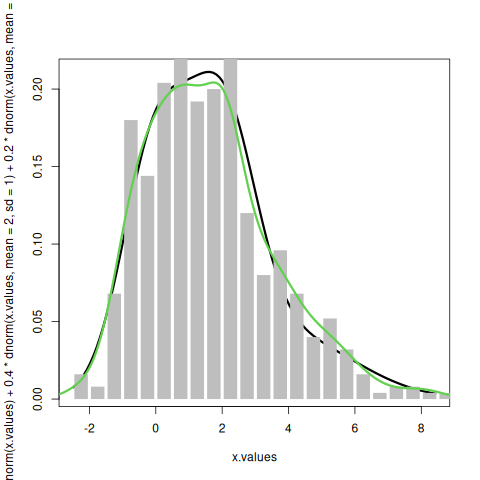 norm(x.values) + 0.4 * dnorm(x.values, mean = 2, sd = 1) + 0.2 * dnorm(x.values, mean =
0.00 0.05 0.10 0.15 0.20
-2 0 2 4 6 8
x.values